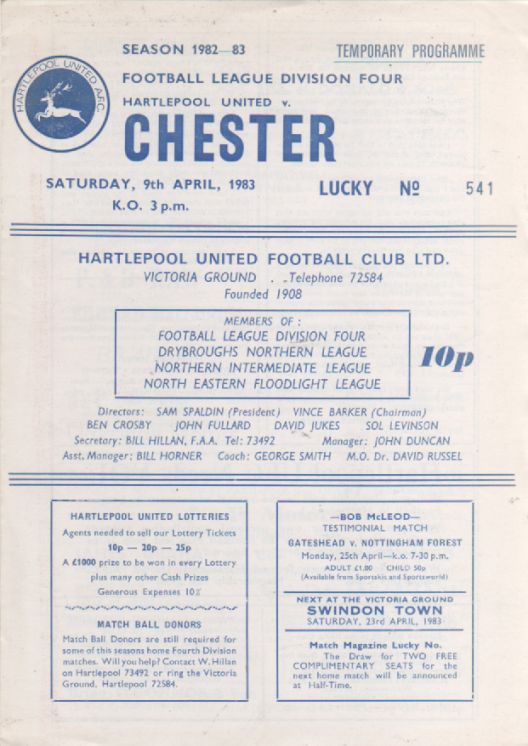 SEASON 1982—83
TEMPORARY PROGRAMME
HARTLEPOOL UNITED A.F.C.
FOOTBALL LEAGUE DIVISION FOUR
HARTLEPOOL UNITED v.
CHESTER
SATURDAY, 9th APRIL, 1983
LUCKY Nº 541
K.O. 3 p.m.
HARTLEPOOL UNITED FOOTBALL CLUB LTD.
VICTORIA GROUND . . Telephone 72584
Founded 1908
MEMBERS OF :
FOOTBALL LEAGUE DIVISION FOUR
DRYBROUGHS NORTHERN LEAGUE
NORTHERN INTERMEDIATE LEAGUE
NORTH EASTERN FLOODLIGHT LEAGUE
10p
Directors: SAM SPALDIN (President) VINCE BARKER (Chairman)
BEN CROSBY JOHN FULLARD DAVID JUKES SOL LEVINSON
Secretary: BILL HILLAN, F.A.A. Tel: 73492 Manager: JOHN DUNCAN
Asst. Manager: BILL HORNER Coach: GEORGE SMITH M.O. Dr. DAVID RUSSEL
HARTLEPOOL UNITED LOTTERIES
Agents needed to sell our Lottery Tickets
10p — 20p — 25p
A £1000 prize to be won in every Lottery
plus many other Cash Prizes
Generous Expenses 10%
MATCH BALL DONORS
Match Ball Donors are still required for
some of this seasons home Fourth Division
matches. Will you help? Contact W. Hillan
on Hartlepool 73492 or ring the Victoria
Ground, Hartlepool 72584.
—BOB McLEOD—
TESTIMONIAL MATCH
GATESHEAD v. NOTTINGHAM FOREST
Monday, 25th April—k.o. 7-30 p.m.
ADULT £1.00 CHILD 50p
(Available from Sportskis and Sportsworld)
NEXT AT THE VICTORIA GROUND
SWINDON TOWN
SATURDAY, 23rd APRIL, 1983
Match Magazine Lucky No.
The Draw for TWO FREE
COMPLIMENTARY SEATS for the
next home match will be announced
at Half-Time.